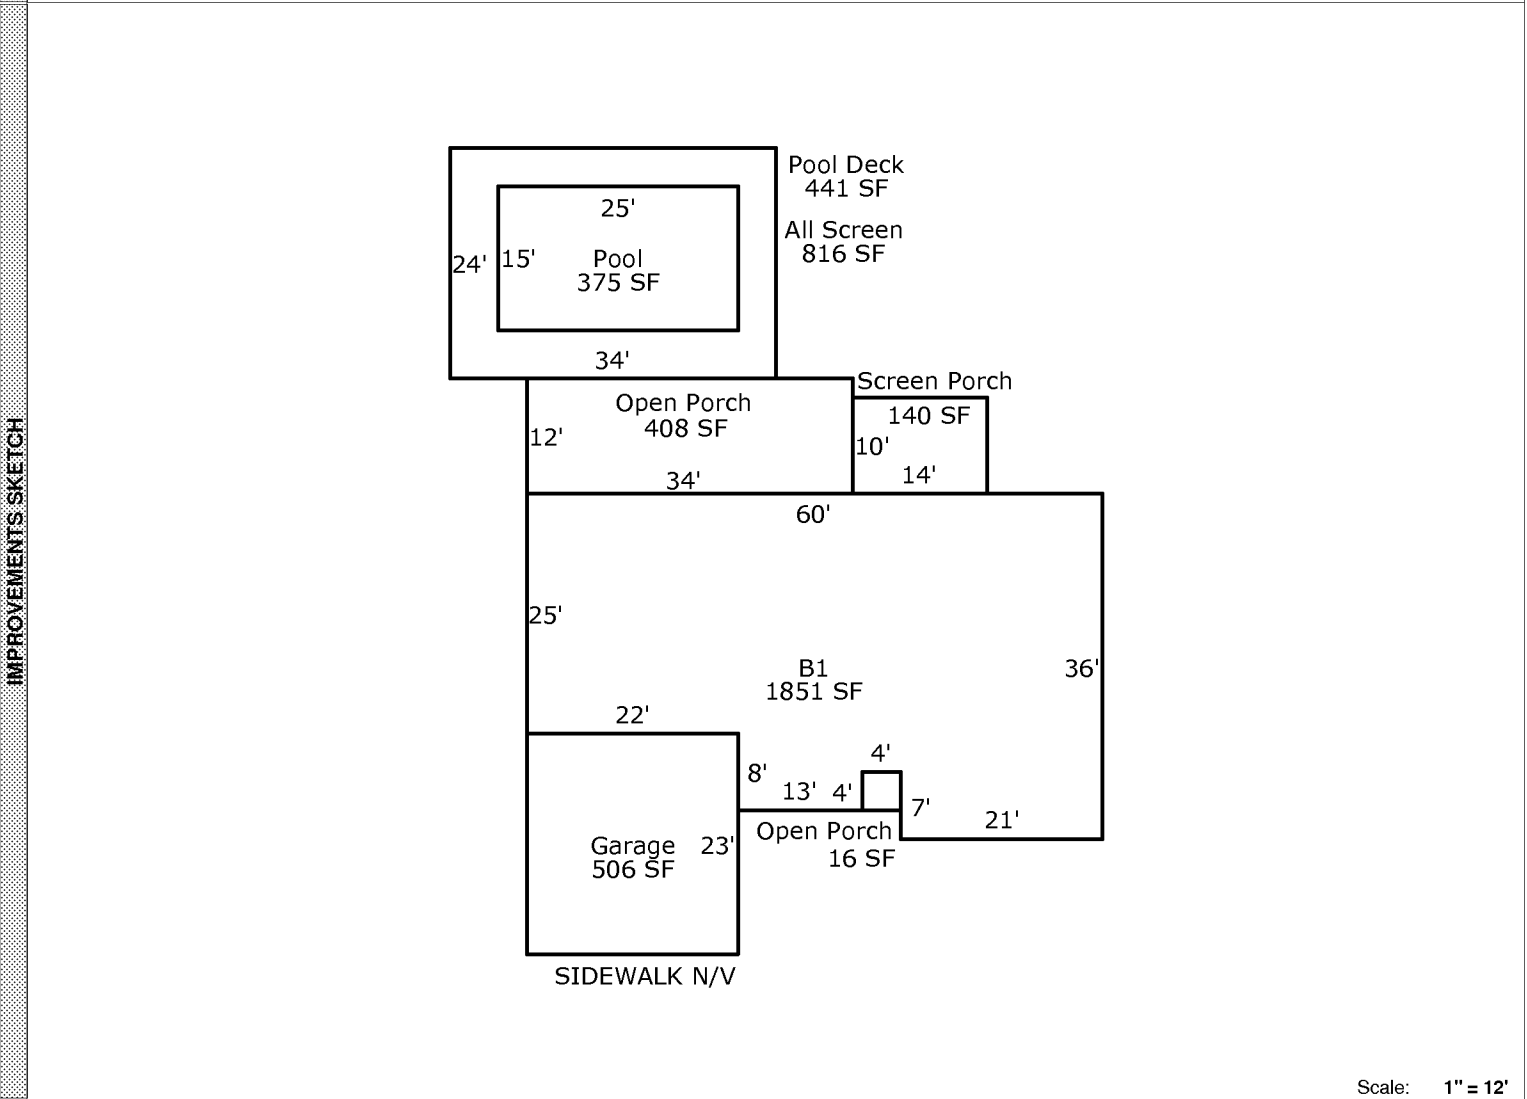 IMPROVEMENTS SKETCH
Pool Deck
441 SF
25'
All Screen
816 SF
24'
15'
Pool
375 SF
34'
Screen Porch
Open Porch
408 SF
140 SF
12'
10'
34'
14'
60'
25'
B1
1851 SF
36'
22'
4'
8'
13'
4'
7'
21'
Open Porch
16 SF
Garage
506 SF
23'
SIDEWALK N/V
Scale: 1" = 12'